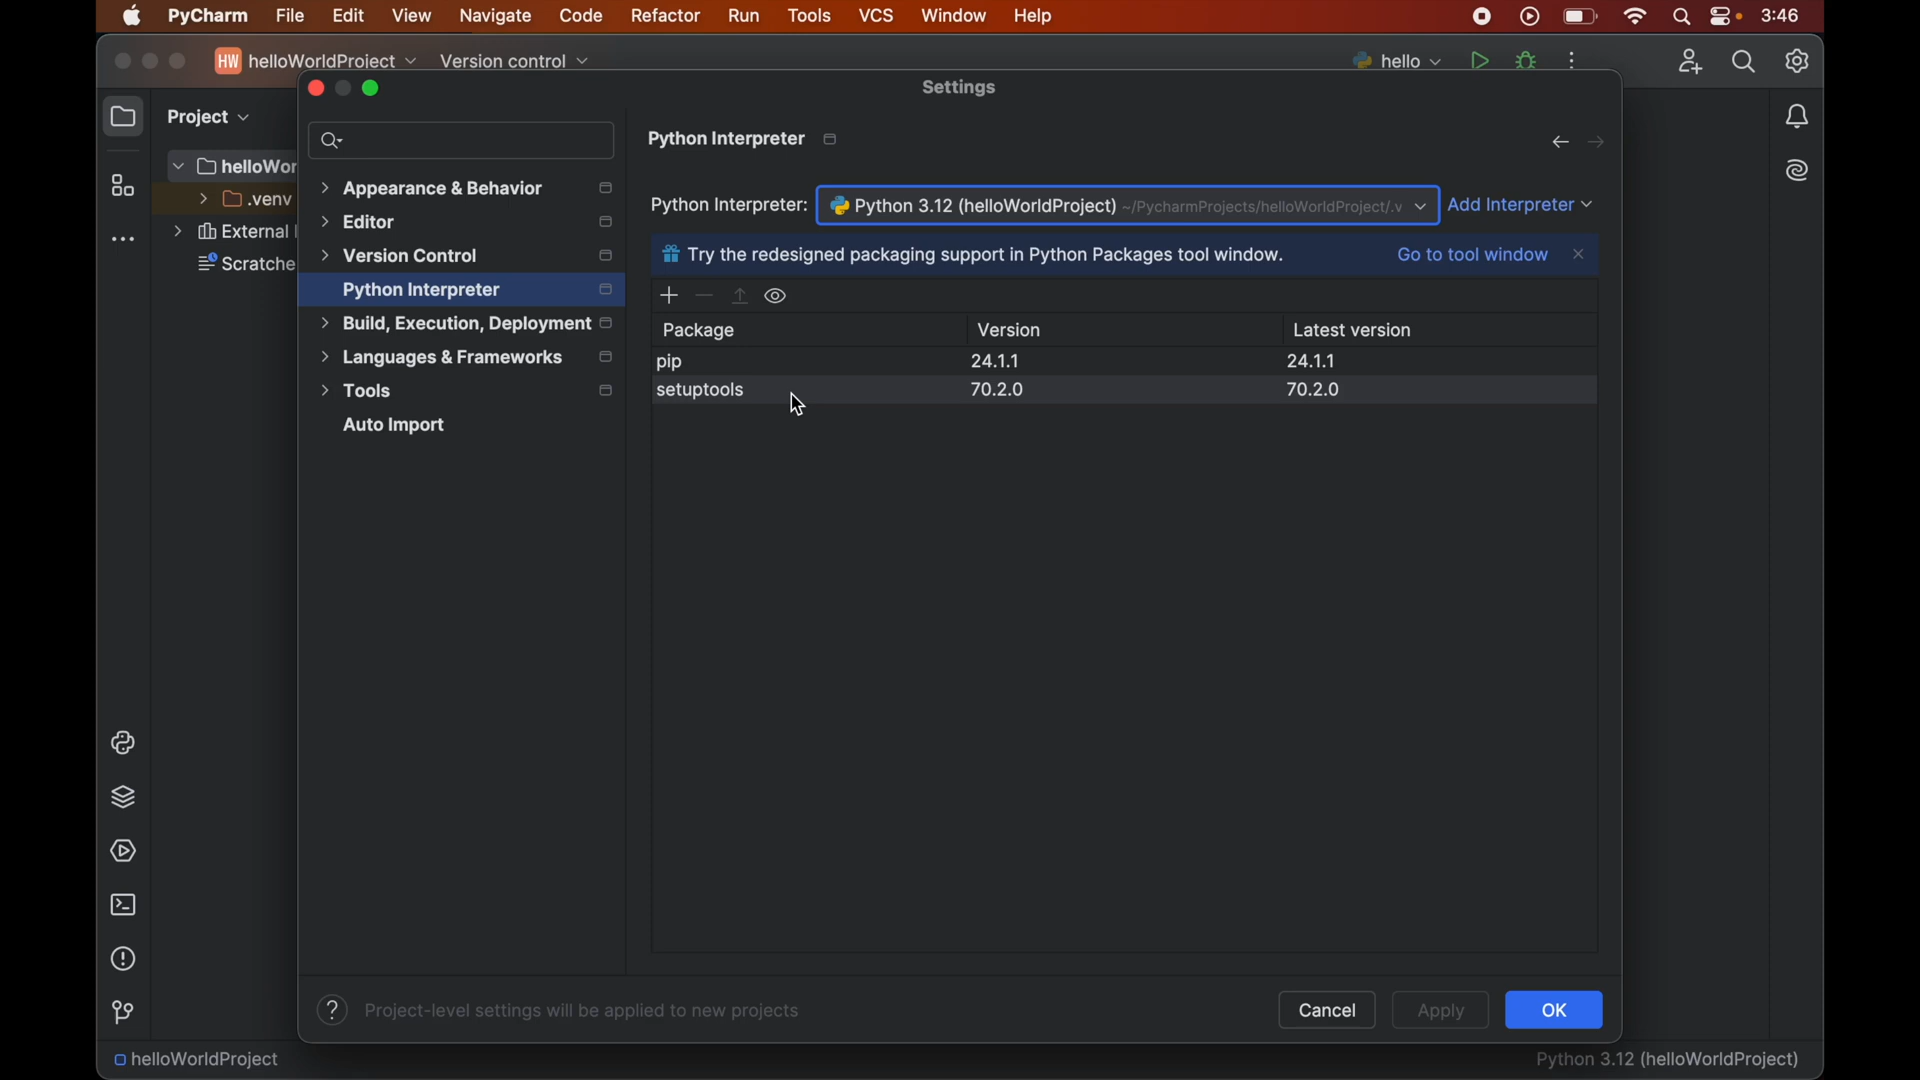 PyCharm File Edit View Navigate Code Refactor Run Tools VCS Window Help 3:46
HW helloWorldProject Version control hello
Settings
Project
helloWor
.venv
External
Scratche
Appearance & Behavior
Editor
Version Control
Python Interpreter
Build, Execution, Deployment
Languages & Frameworks
Tools
Auto Import
Python Interpreter
Python Interpreter: Python 3.12 (helloWorldProject) ~/PycharmProjects/helloWorldProject/.v Add Interpreter
Try the redesigned packaging support in Python Packages tool window. Go to tool window
Package Version Latest version
pip 24.1.1 24.1.1
setuptools 70.2.0 70.2.0
? Project-level settings will be applied to new projects
Cancel Apply OK
helloWorldProject Python 3.12 (helloWorldProject)